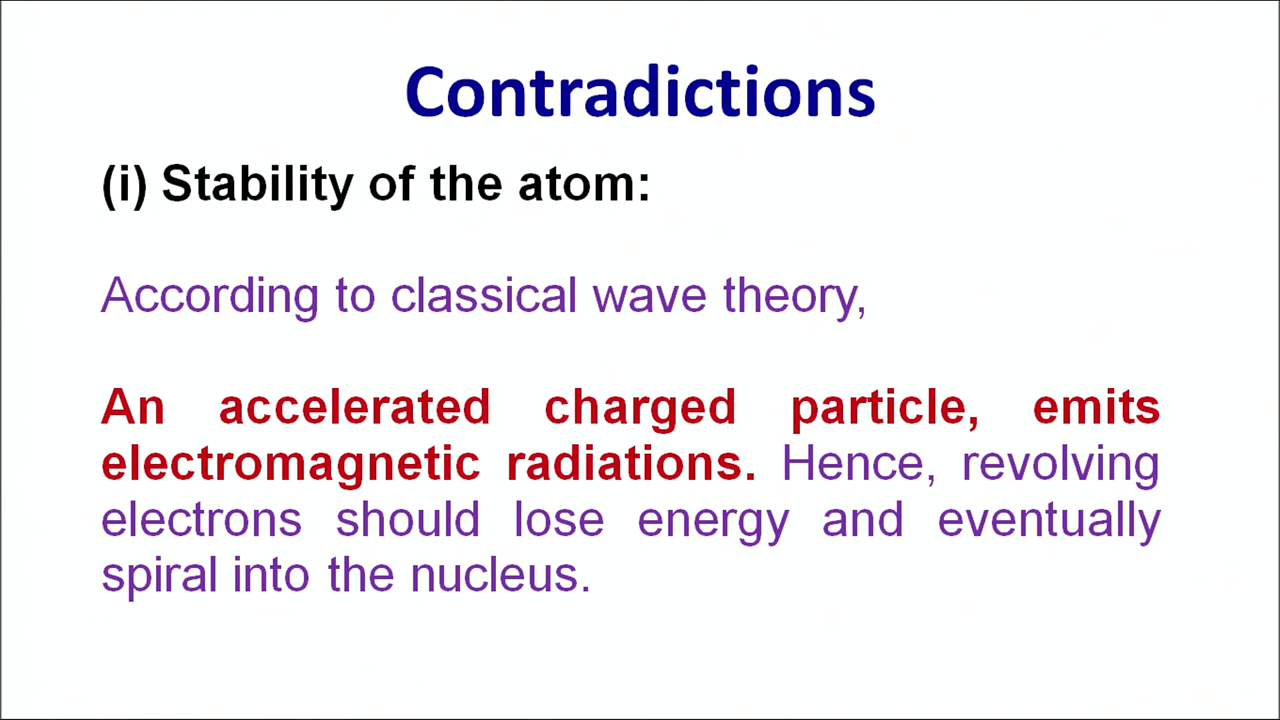 Contradictions
(i) Stability of the atom:
According to classical wave theory,
An accelerated charged particle, emits
electromagnetic radiations. Hence, revolving
electrons should lose energy and eventually
spiral into the nucleus.